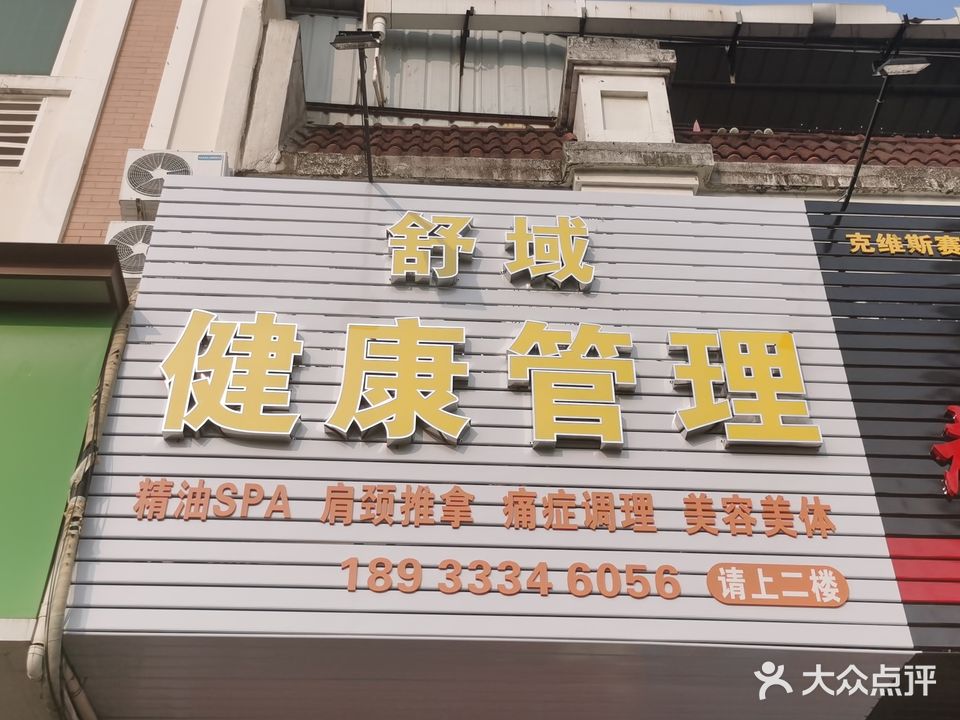 舒域
健康管理
精油SPA 肩颈推拿 痛症调理 美容美体
189 3334 6056 请上二楼
克维斯赛
大众点评